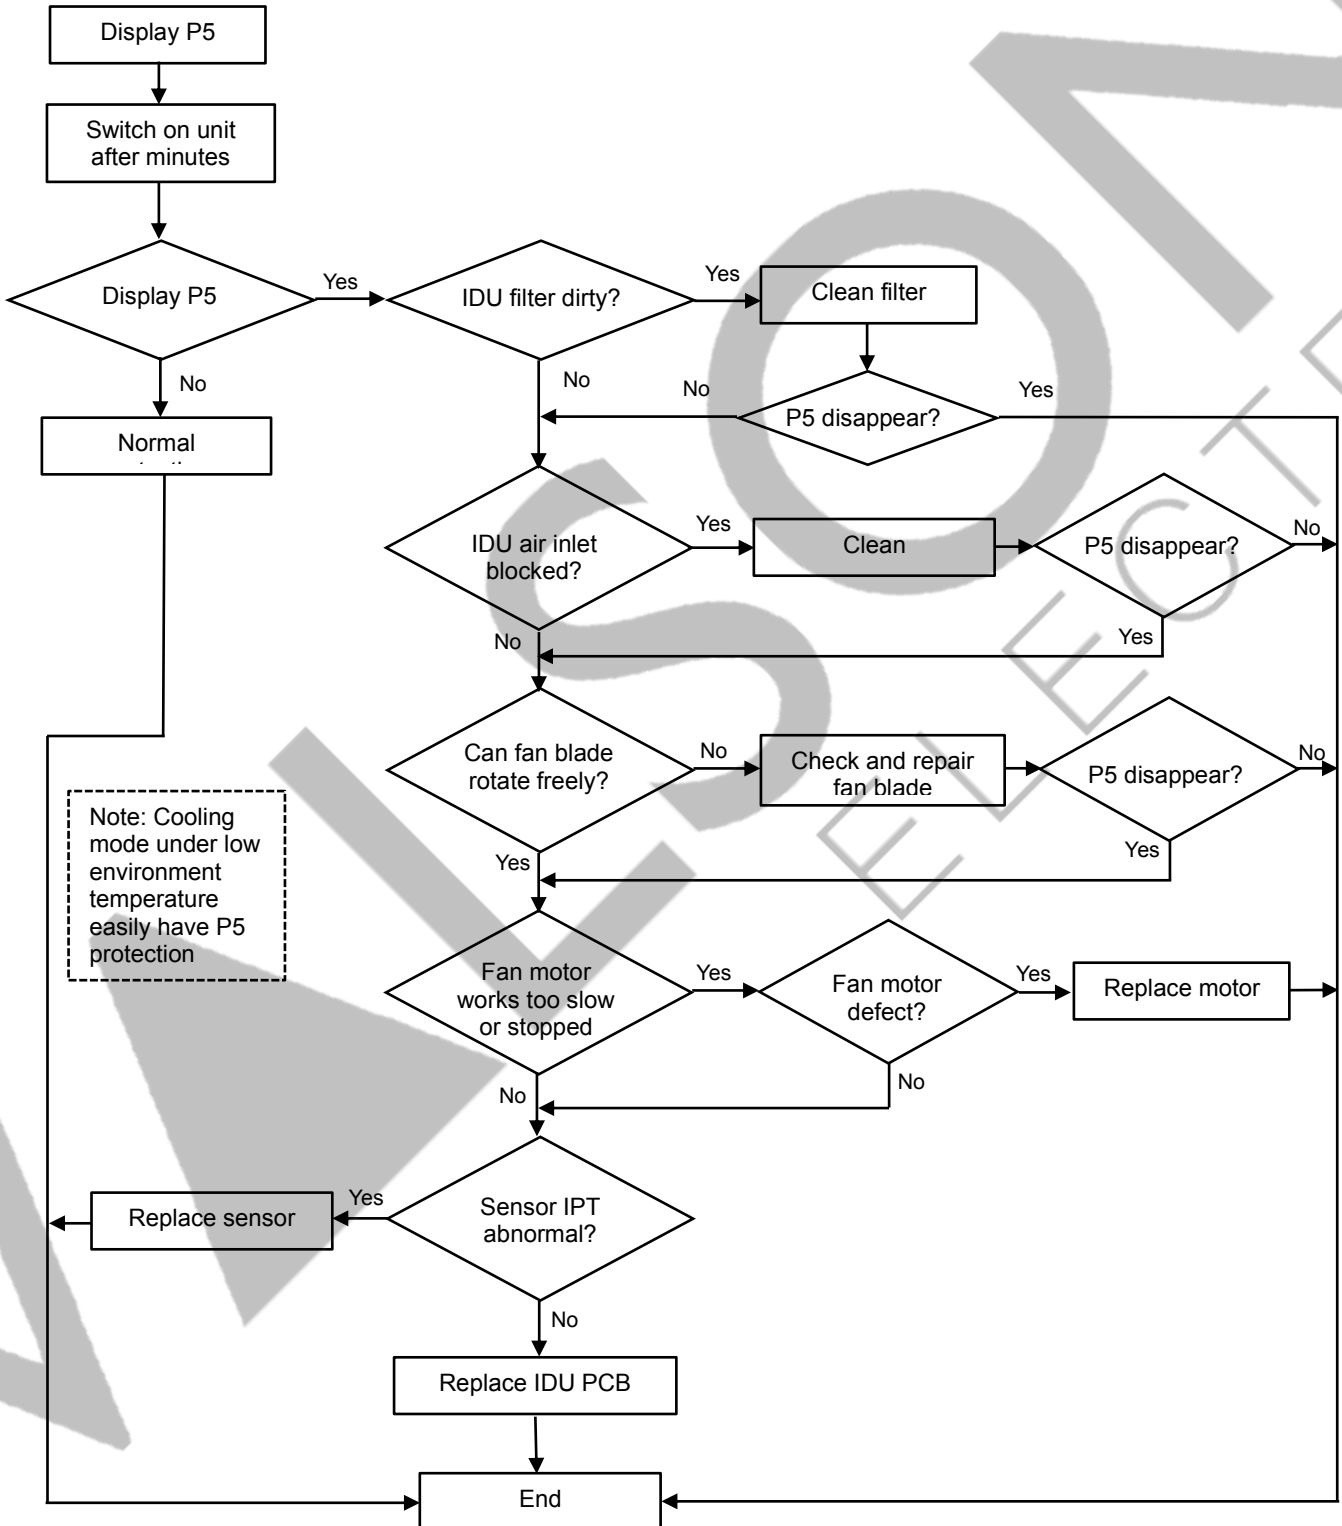 Display P5
Switch on unit
after minutes
Display P5
Yes
IDU filter dirty?
Yes
Clean filter
No
No
No
P5 disappear?
Yes
Normal
IDU air inlet
blocked?
Yes
Clean
P5 disappear?
No
No
Yes
Can fan blade
rotate freely?
No
Check and repair
fan blade
P5 disappear?
No
Yes
Yes
Note: Cooling
mode under low
environment
temperature
easily have P5
protection
Fan motor
works too slow
or stopped
Yes
Fan motor
defect?
Yes
Replace motor
No
No
Sensor IPT
abnormal?
Yes
Replace sensor
No
Replace IDU PCB
End